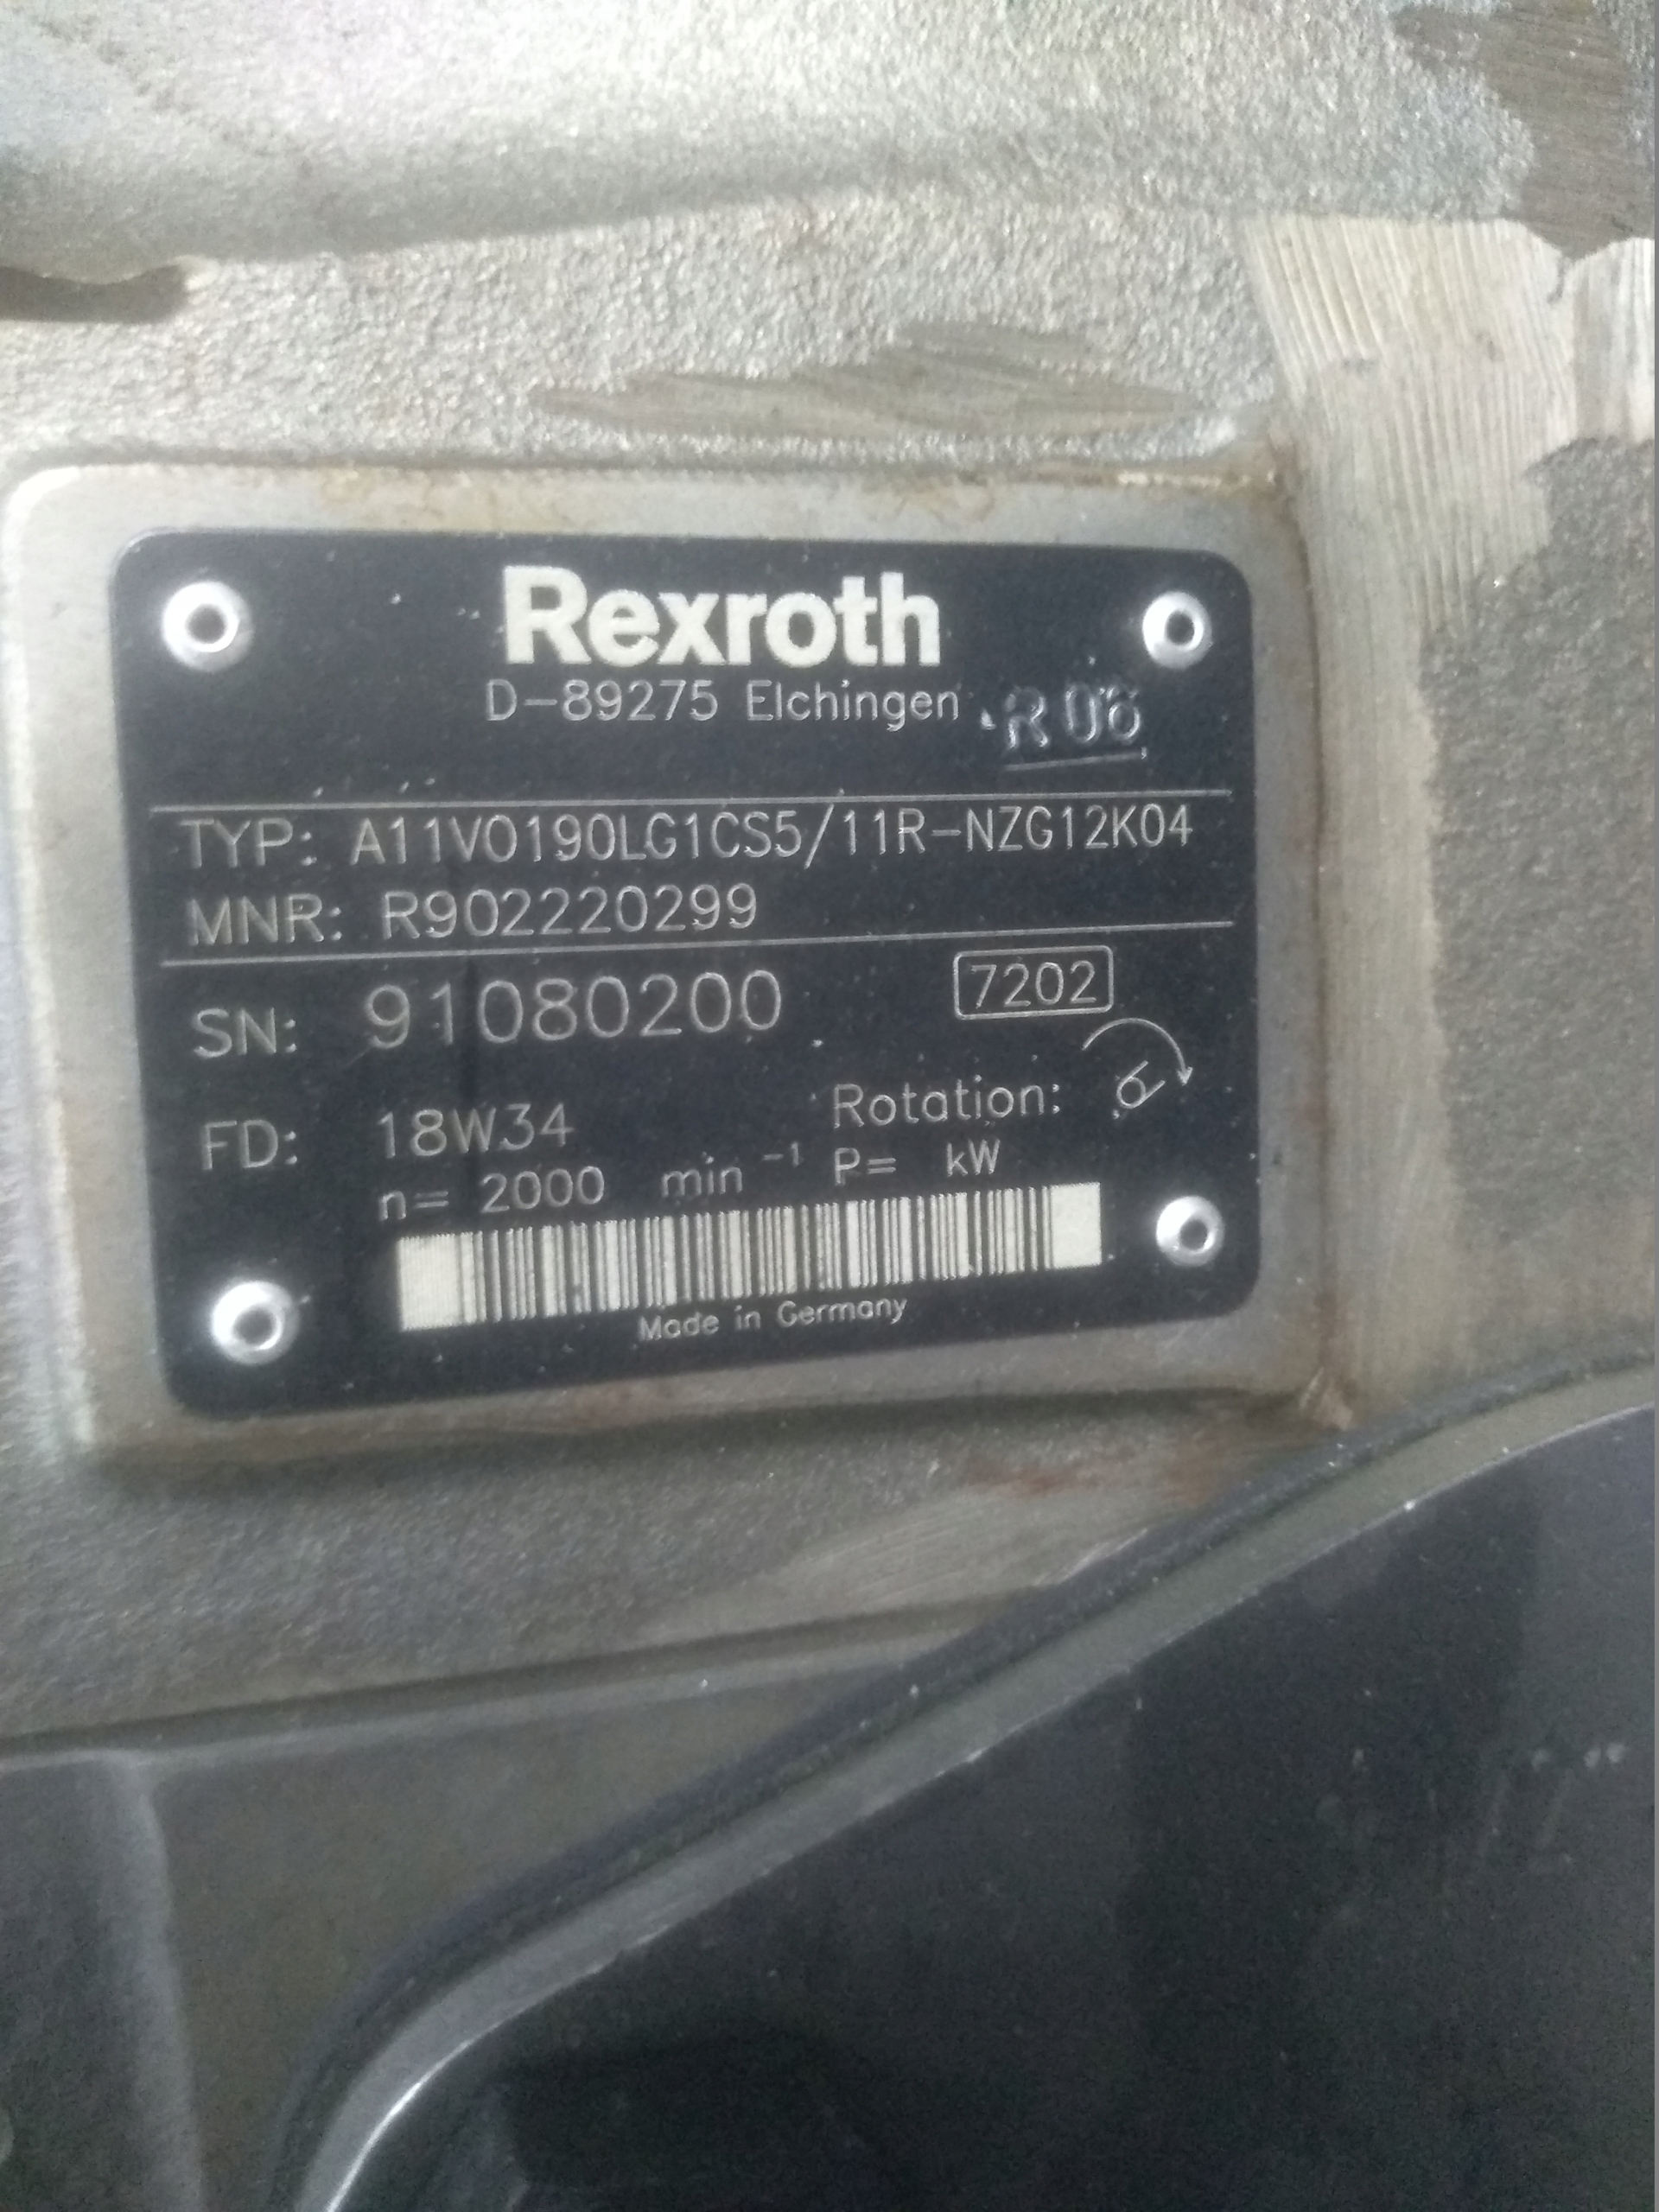 Rexroth
D-89275 Elchingen
R 06
TYP: A11VO190LG1CS5/11R-NZG12K04
MNR: R902220299
SN: 91080200 7202
FD: 18W34 Rotation:
n= 2000 min⁻¹ P= kW
Made in Germany